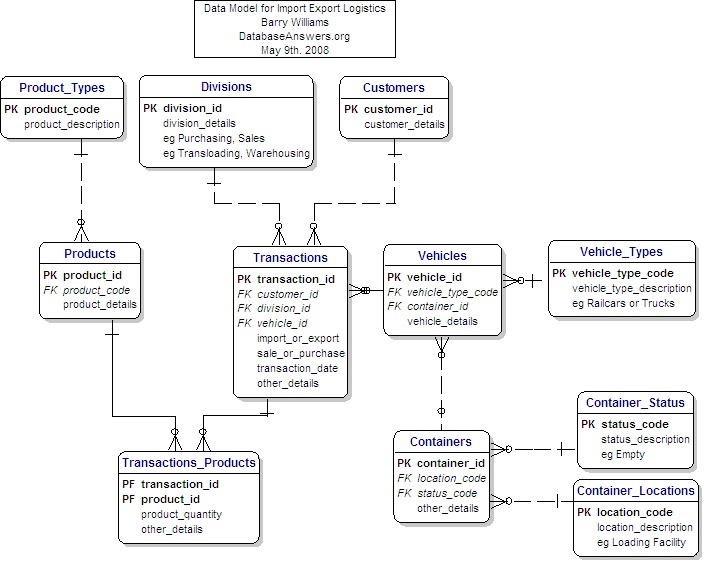 Data Model for Import Export Logistics
Barry Williams
DatabaseAnswers.org
May 9th. 2008
Product_Types
PK product_code
product_description
Divisions
PK division_id
division_details
eg Purchasing, Sales
eg Transloading, Warehousing
Customers
PK customer_id
customer_details
Products
PK product_id
FK product_code
product_details
Transactions
PK transaction_id
FK customer_id
FK division_id
FK vehicle_id
import_or_export
sale_or_purchase
transaction_date
other_details
Vehicles
PK vehicle_id
FK vehicle_type_code
FK container_id
vehicle_details
Vehicle_Types
PK vehicle_type_code
vehicle_type_description
eg Railcars or Trucks
Transactions_Products
PF transaction_id
PF product_id
product_quantity
other_details
Containers
PK container_id
FK location_code
FK status_code
other_details
Container_Status
PK status_code
status_description
eg Empty
Container_Locations
PK location_code
location_description
eg Loading Facility